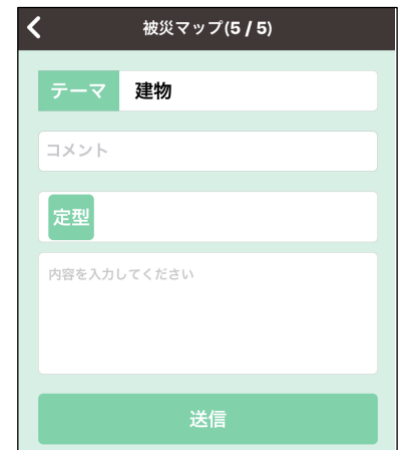 被災マップ(5 / 5)
テーマ 建物
コメント
定型
内容を入力してください
送信